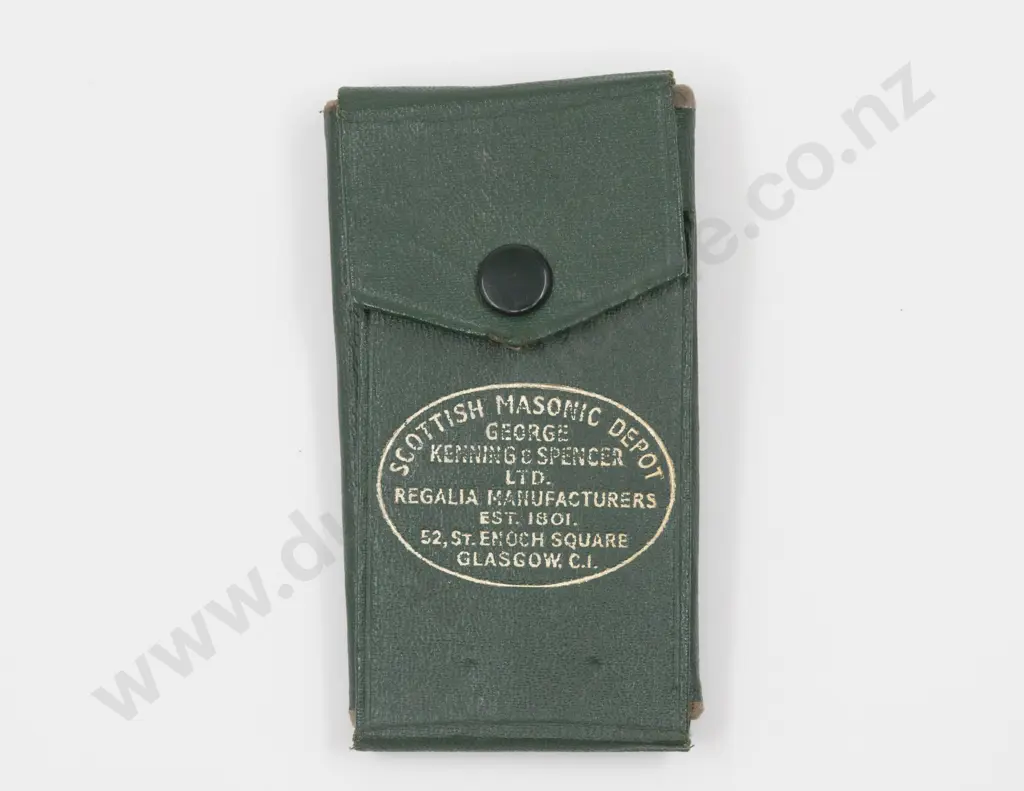 SCOTTISH MASONIC DEPOT
GEORGE
KENNING & SPENCER
LTD.
REGALIA MANUFACTURERS
EST. 1801.
52, ST. ENOCH SQUARE
GLASGOW, C.1.